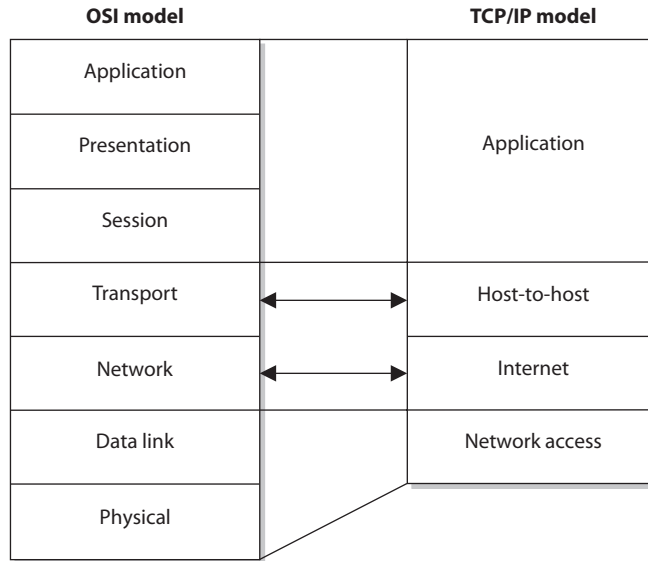 OSI model
TCP/IP model
Application
Presentation
Session
Transport
Network
Data link
Physical
Application
Host-to-host
Internet
Network access